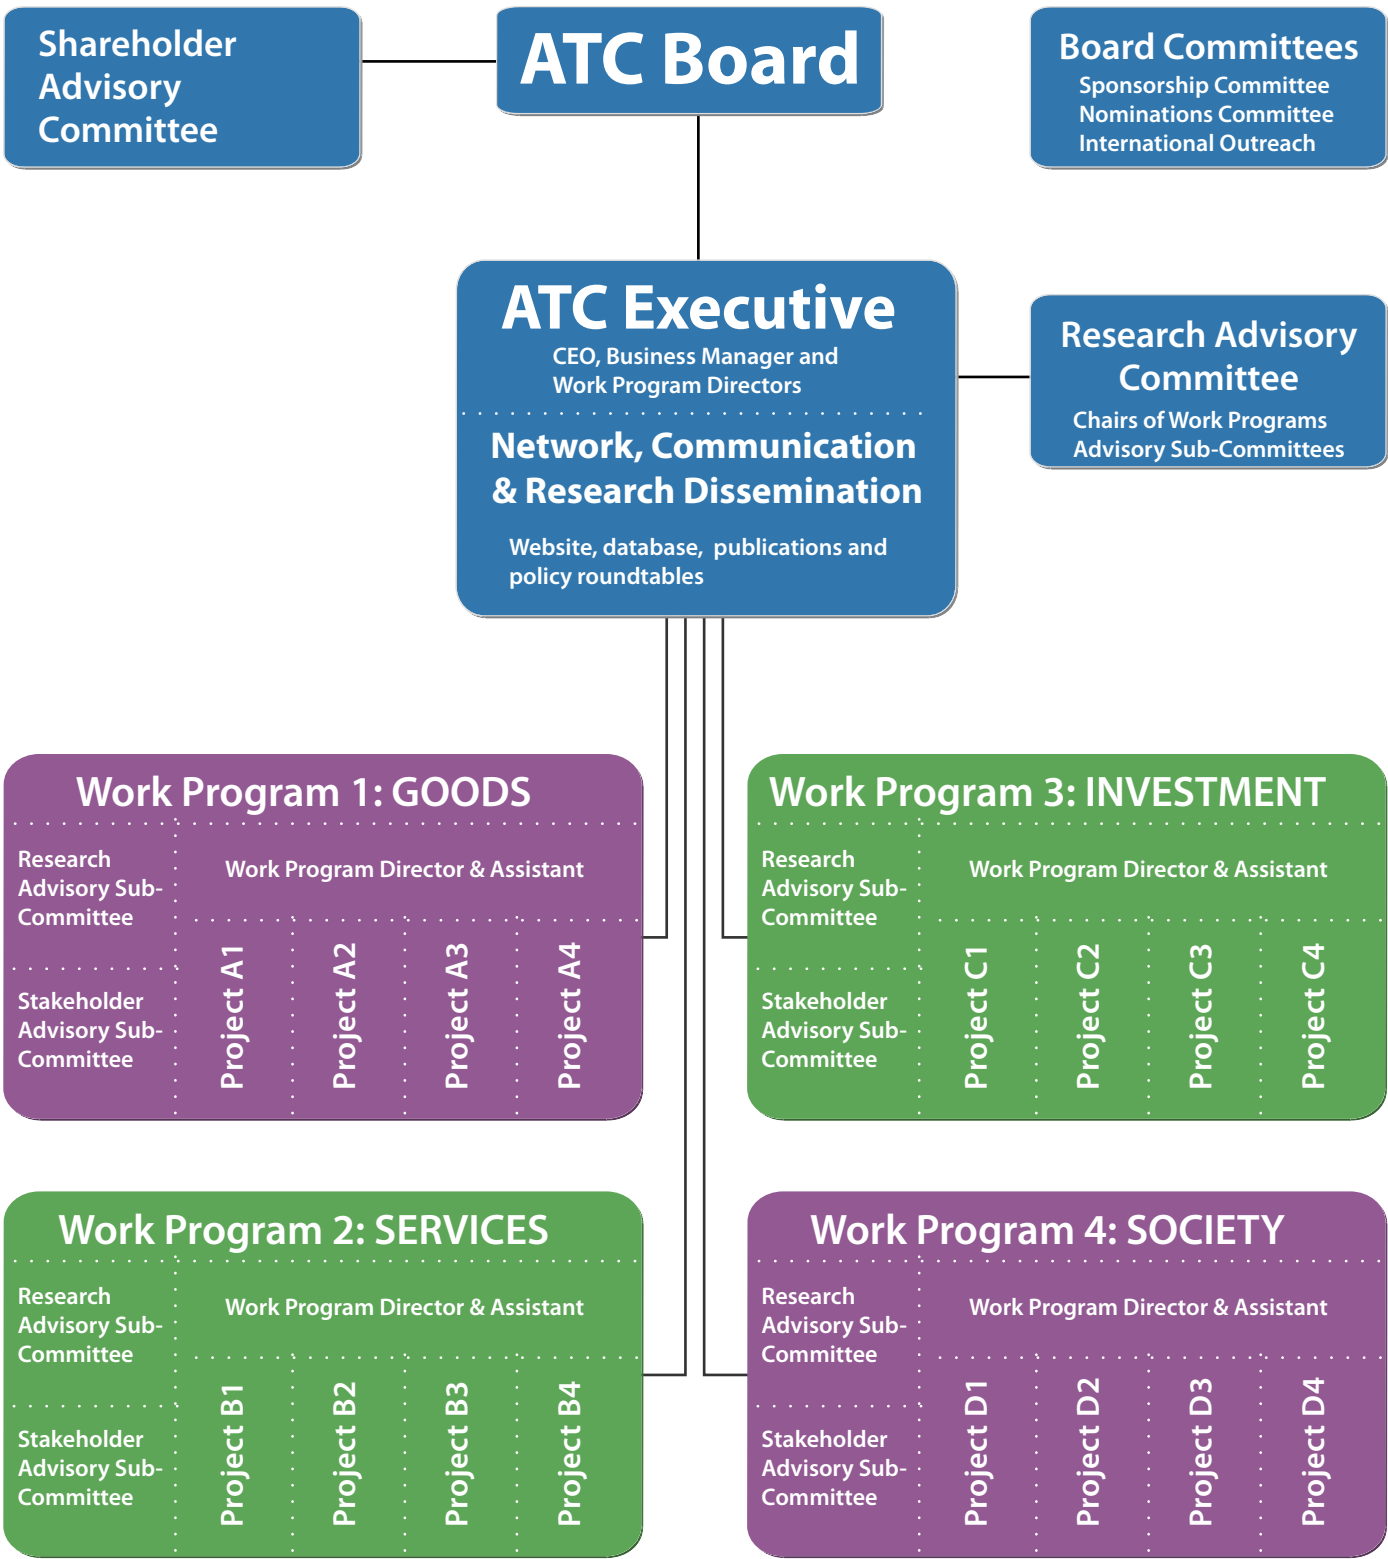 Shareholder
Advisory
Committee
ATC Board
Board Committees
Sponsorship Committee
Nominations Committee
International Outreach
ATC Executive
CEO, Business Manager and
Work Program Directors
Network, Communication
& Research Dissemination
Website, database, publications and
policy roundtables
Research Advisory
Committee
Chairs of Work Programs
Advisory Sub-Committees
Work Program 1: GOODS
Research
Advisory Sub-
Committee
Work Program Director & Assistant
Stakeholder
Advisory Sub-
Committee
Project A1
Project A2
Project A3
Project A4
Work Program 3: INVESTMENT
Research
Advisory Sub-
Committee
Work Program Director & Assistant
Stakeholder
Advisory Sub-
Committee
Project C1
Project C2
Project C3
Project C4
Work Program 2: SERVICES
Research
Advisory Sub-
Committee
Work Program Director & Assistant
Stakeholder
Advisory Sub-
Committee
Project B1
Project B2
Project B3
Project B4
Work Program 4: SOCIETY
Research
Advisory Sub-
Committee
Work Program Director & Assistant
Stakeholder
Advisory Sub-
Committee
Project D1
Project D2
Project D3
Project D4